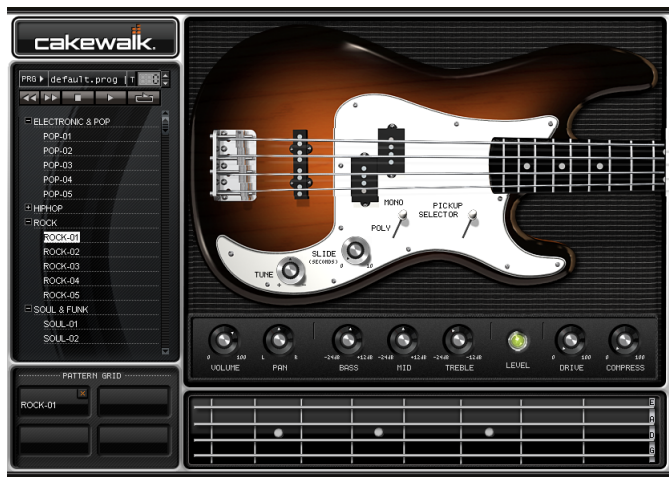 cakewalk.
PRG default.prog T
ELECTRONIC & POP
POP-01
POP-02
POP-03
POP-04
POP-05
HIPHOP
ROCK
ROCK-01
ROCK-02
ROCK-03
ROCK-04
ROCK-05
SOUL & FUNK
SOUL-01
SOUL-02
PATTERN GRID
ROCK-01
MONO
POLY
PICKUP
SELECTOR
SLIDE
(SECONDS)
0 10
TUNE
- +
0 100 L R -24dB +12dB -24dB +12dB -24dB +12dB 0 100 0 100
VOLUME PAN BASS MID TREBLE LEVEL DRIVE COMPRESS
E
A
D
G